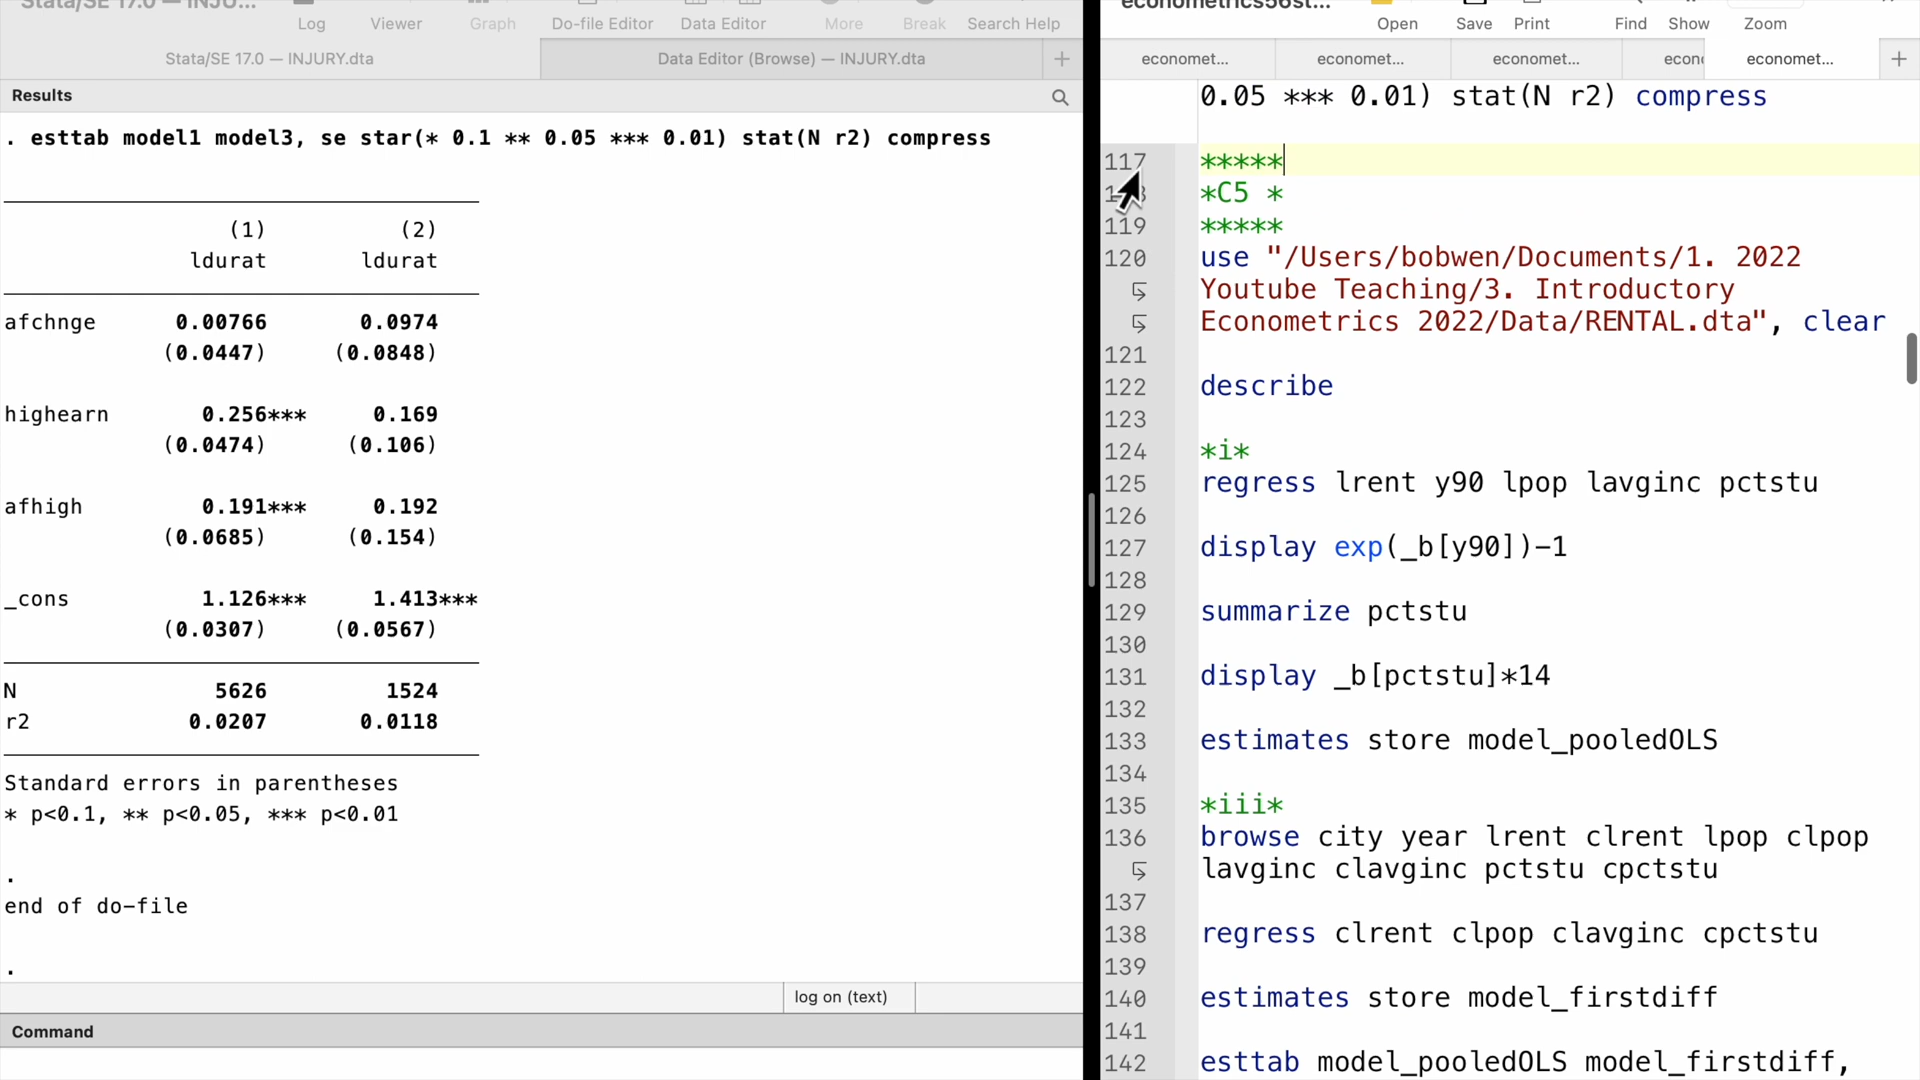 Stata/SE 17.0 — INJU...
Log Viewer Graph Do-file Editor Data Editor More Break Search Help
Stata/SE 17.0 — INJURY.dta
Data Editor (Browse) — INJURY.dta
Results
. esttab model1 model3, se star(* 0.1 ** 0.05 *** 0.01) stat(N r2) compress
(1) (2)
ldurat ldurat
afchnge 0.00766 0.0974
(0.0447) (0.0848)
highearn 0.256*** 0.169
(0.0474) (0.106)
afhigh 0.191*** 0.192
(0.0685) (0.154)
_cons 1.126*** 1.413***
(0.0307) (0.0567)
N 5626 1524
r2 0.0207 0.0118
Standard errors in parentheses
* p<0.1, ** p<0.05, *** p<0.01
.
end of do-file
.
log on (text)
Command
econometrics56st...
Open Save Print Find Show Zoom
economet... economet... economet... econ economet...
0.05 *** 0.01) stat(N r2) compress
117 *****
118 *C5 *
119 *****
120 use "/Users/bobwen/Documents/1. 2022
Youtube Teaching/3. Introductory
Econometrics 2022/Data/RENTAL.dta", clear
121
122 describe
123
124 *i*
125 regress lrent y90 lpop lavginc pctstu
126
127 display exp(_b[y90])-1
128
129 summarize pctstu
130
131 display _b[pctstu]*14
132
133 estimates store model_pooledOLS
134
135 *iii*
136 browse city year lrent clrent lpop clpop
lavginc clavginc pctstu cpctstu
137
138 regress clrent clpop clavginc cpctstu
139
140 estimates store model_firstdiff
141
142 esttab model_pooledOLS model_firstdiff,